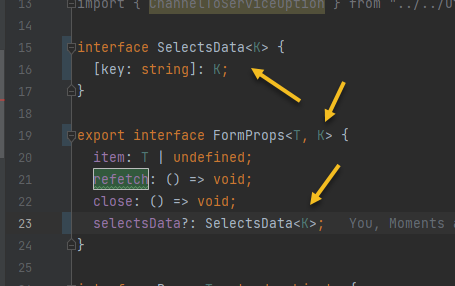 13 import { ChannelToServiceOption } from "../../
14
15 interface SelectsData<K> {
16 [key: string]: K;
17 }
18
19 export interface FormProps<T, K> {
20 item: T | undefined;
21 refetch: () => void;
22 close: () => void;
23 selectsData?: SelectsData<K>; You, Moments
24 }
25